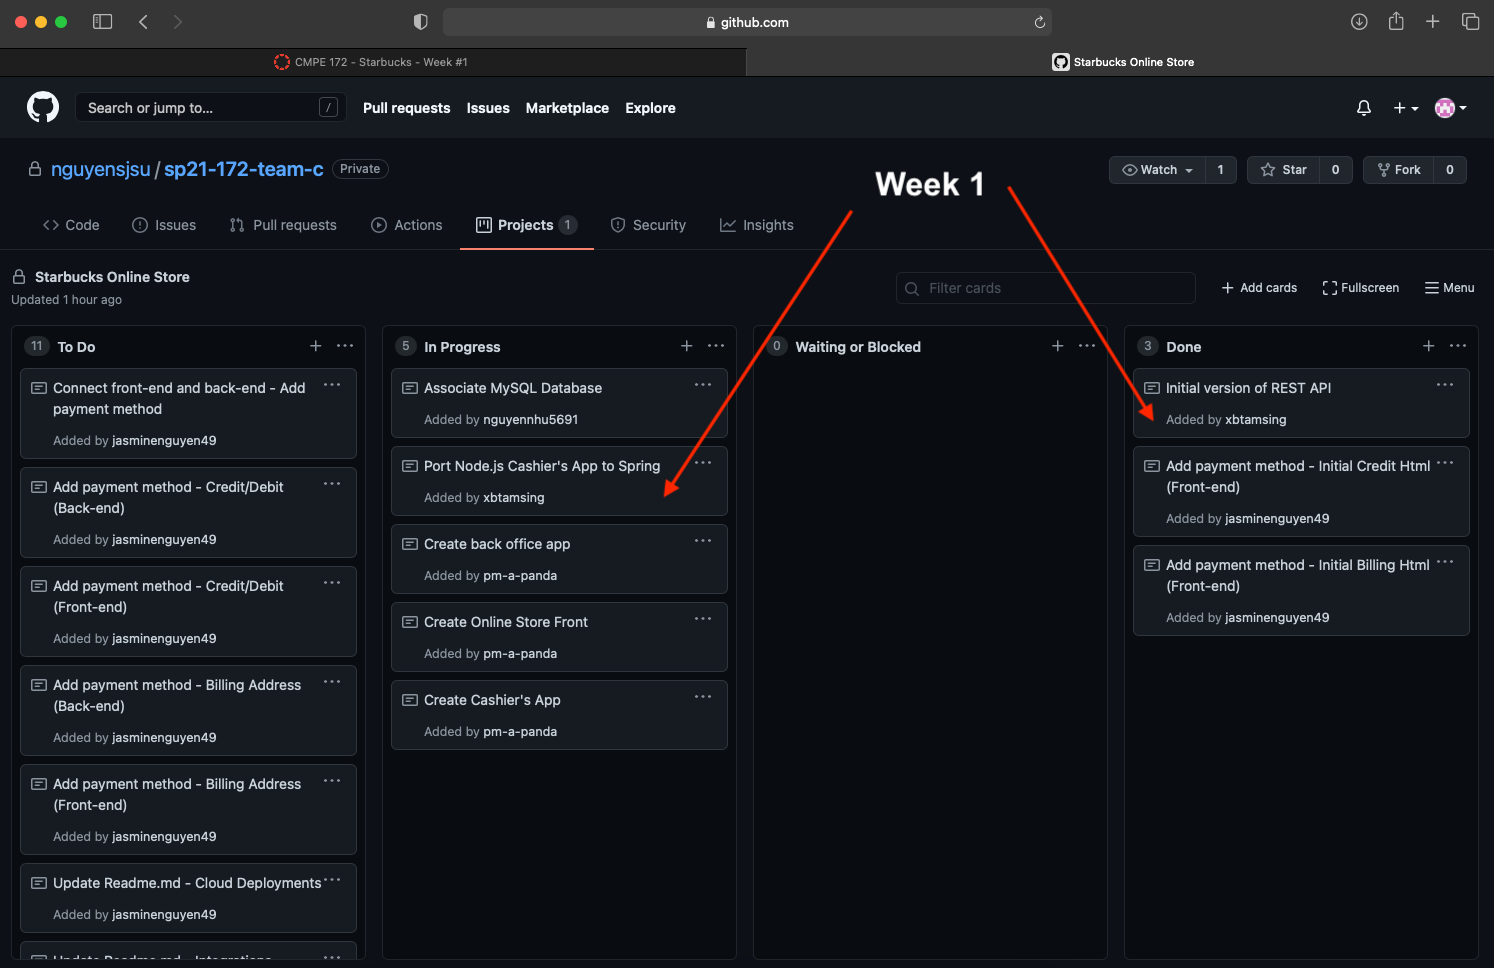 github.com
CMPE 172 - Starbucks - Week #1
Starbucks Online Store
Search or jump to...
/
Pull requests
Issues
Marketplace
Explore
nguyensjsu / sp21-172-team-c
Private
Week 1
Watch
1
Star
0
Fork
0
Code
Issues
Pull requests
Actions
Projects 1
Security
Insights
Starbucks Online Store
Updated 1 hour ago
Filter cards
Add cards
Fullscreen
Menu
11 To Do
Connect front-end and back-end - Add
payment method
Added by jasminenguyen49
Add payment method - Credit/Debit
(Back-end)
Added by jasminenguyen49
Add payment method - Credit/Debit
(Front-end)
Added by jasminenguyen49
Add payment method - Billing Address
(Back-end)
Added by jasminenguyen49
Add payment method - Billing Address
(Front-end)
Added by jasminenguyen49
Update Readme.md - Cloud Deployments
Added by jasminenguyen49
Update Readme.md - Integrations
5 In Progress
Associate MySQL Database
Added by nguyennhu5691
Port Node.js Cashier's App to Spring
Added by xbtamsing
Create back office app
Added by pm-a-panda
Create Online Store Front
Added by pm-a-panda
Create Cashier's App
Added by pm-a-panda
0 Waiting or Blocked
3 Done
Initial version of REST API
Added by xbtamsing
Add payment method - Initial Credit Html
(Front-end)
Added by jasminenguyen49
Add payment method - Initial Billing Html
(Front-end)
Added by jasminenguyen49